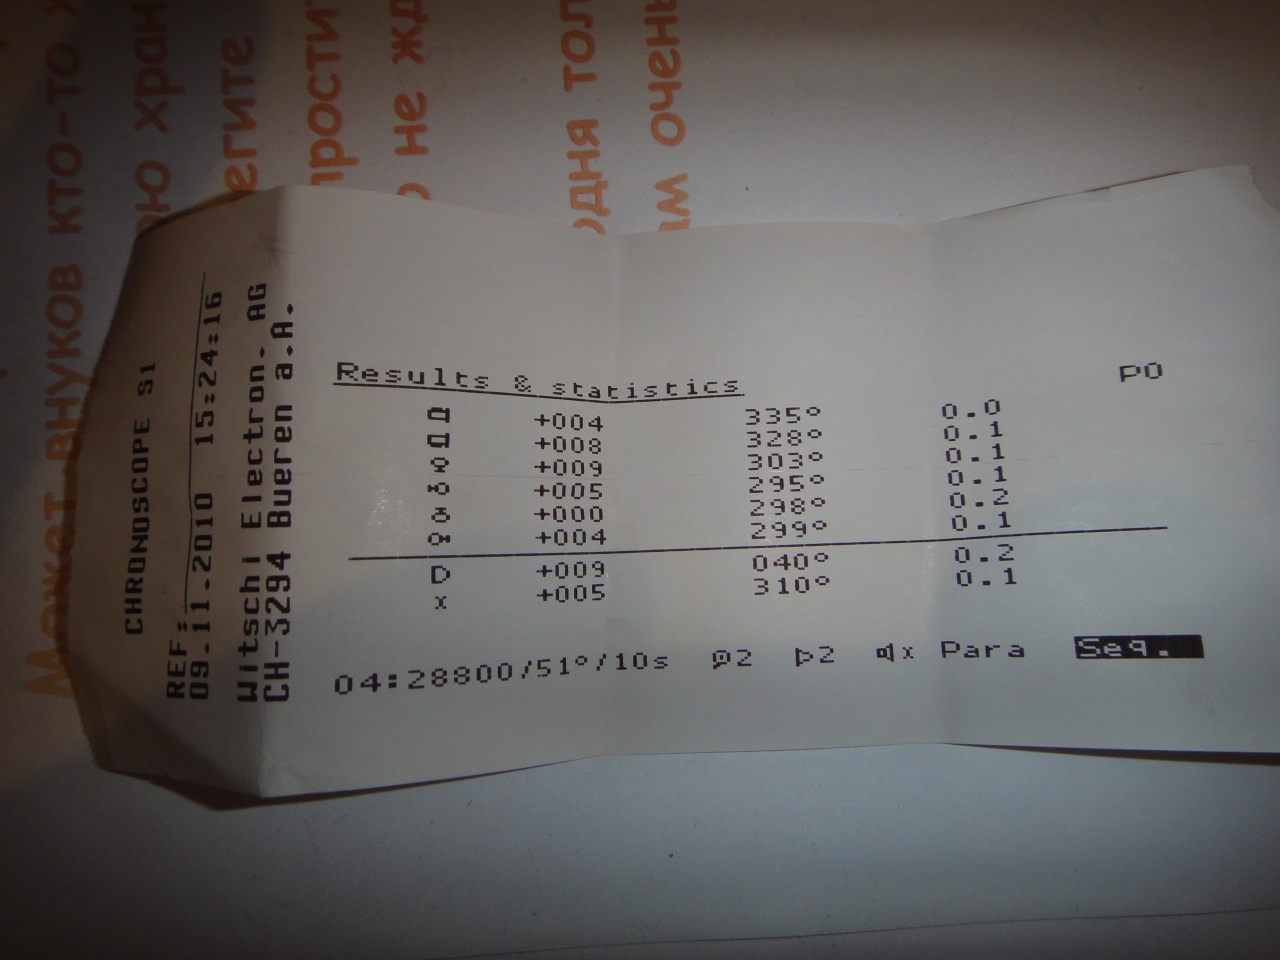 CHRONOSCOPE S1
REF:
09.11.2010 15:24:16
Witschi Electron. AG
CH-3294 Bueren a.A.
Results & statistics P0
+004 335° 0.0
+008 328° 0.1
+009 303° 0.1
+005 295° 0.1
+000 298° 0.2
+004 299° 0.1
D +009 040° 0.2
x +005 310° 0.1
04:28800/51°/10s 2 2 x Para Seq.
Может внуков кто-то
хран
егите
прости
не жд
одня тол
ам очень